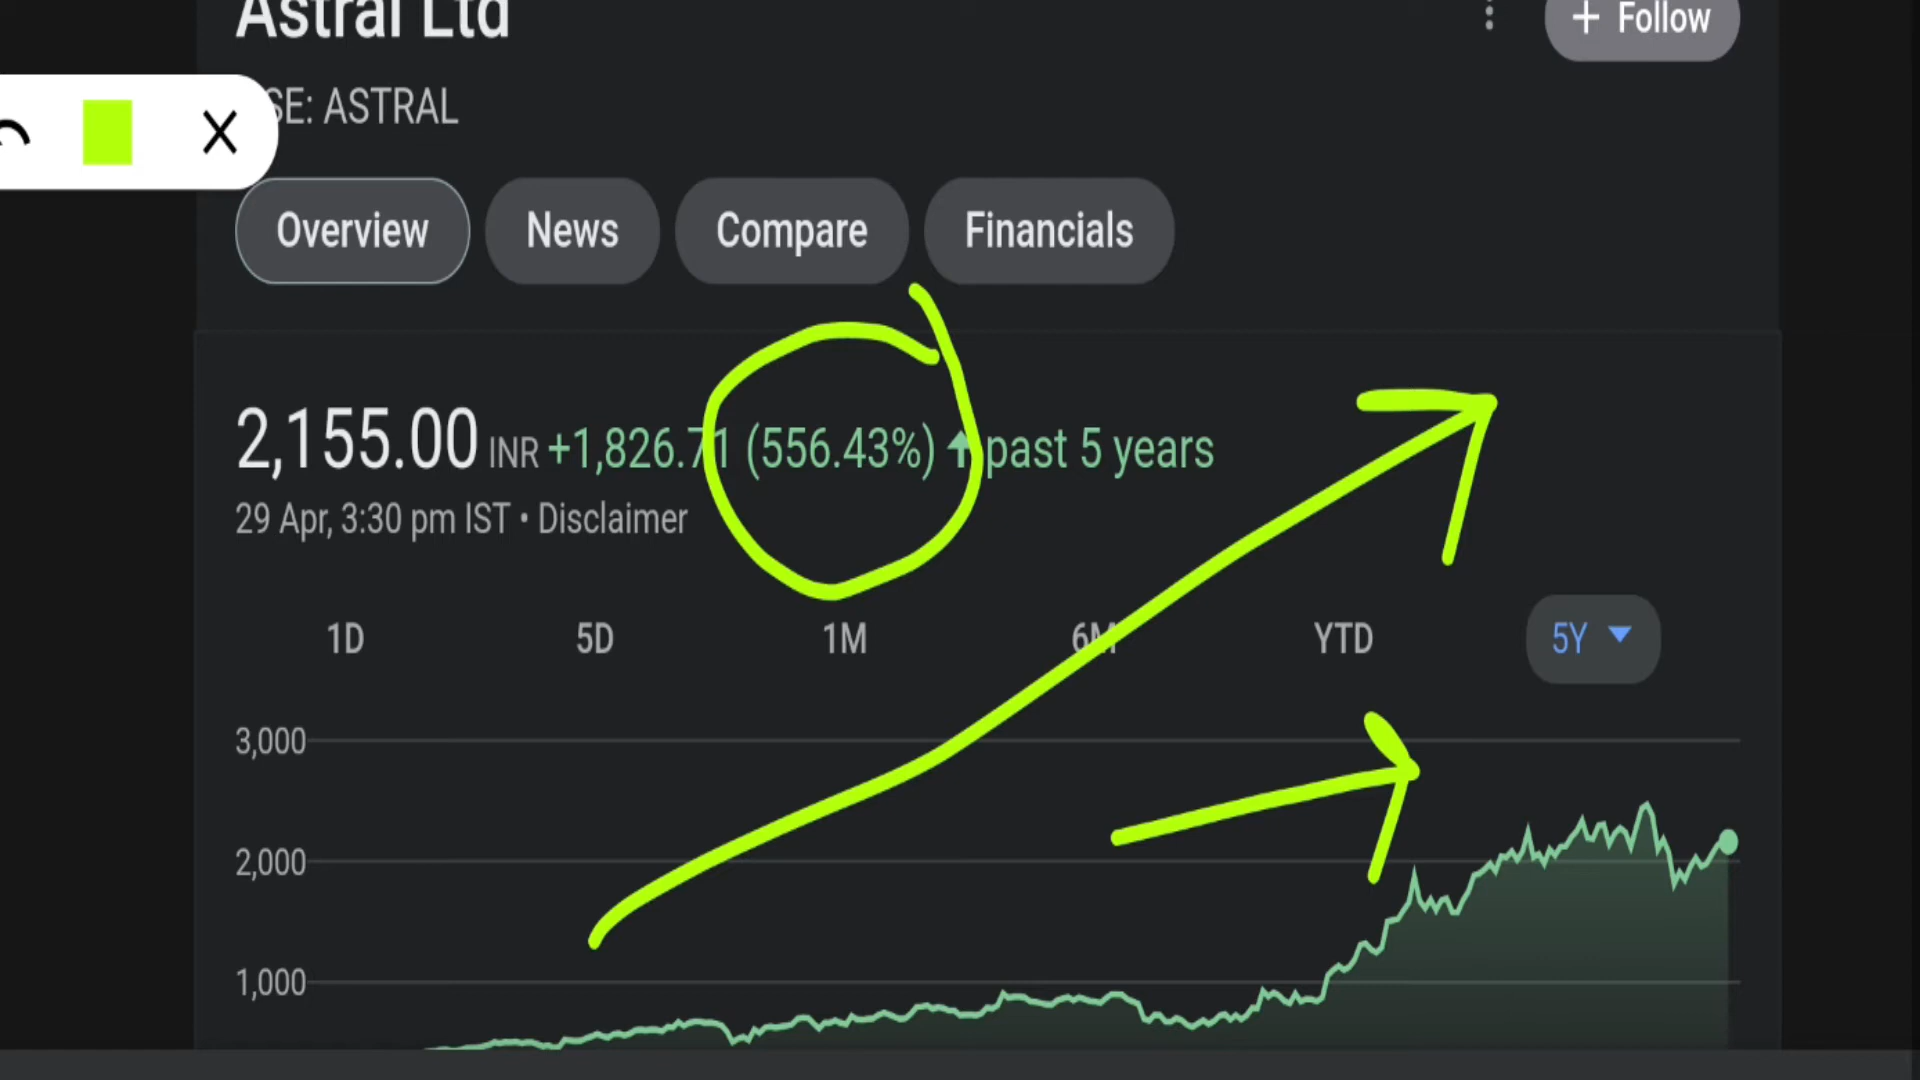 Astral Ltd
+ Follow
SE: ASTRAL
Overview News Compare Financials
2,155.00 INR +1,826.71 (556.43%) ↑ past 5 years
29 Apr, 3:30 pm IST • Disclaimer
1D 5D 1M 6M YTD 5Y
3,000
2,000
1,000